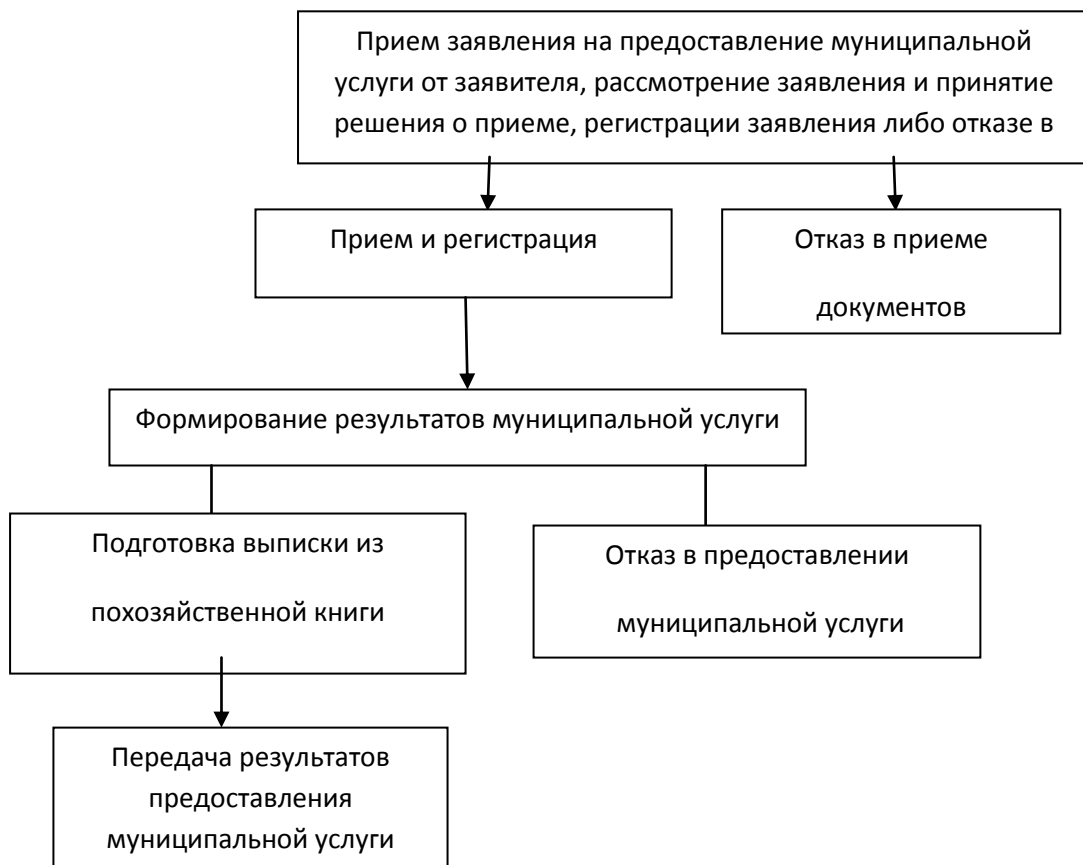 Прием заявления на предоставление муниципальной
услуги от заявителя, рассмотрение заявления и принятие
решения о приеме, регистрации заявления либо отказе в
Прием и регистрация
Отказ в приеме
документов
Формирование результатов муниципальной услуги
Подготовка выписки из
похозяйственной книги
Отказ в предоставлении
муниципальной услуги
Передача результатов
предоставления
муниципальной услуги